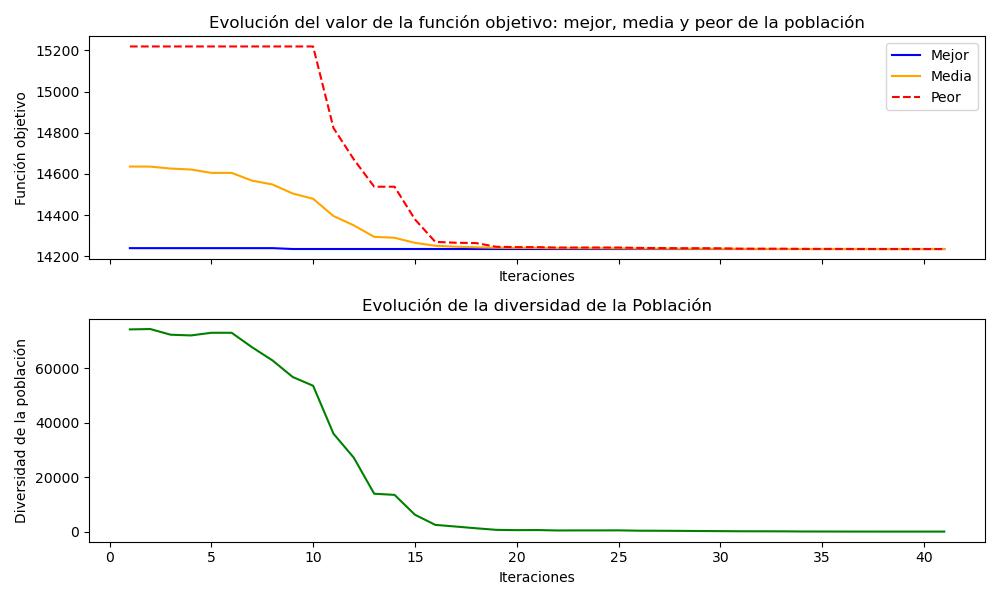 Evolución del valor de la función objetivo: mejor, media y peor de la población
15200
15000
14800
14600
14400
14200
Función objetivo
Mejor
Media
Peor
Iteraciones
Evolución de la diversidad de la Población
60000
40000
20000
0
Diversidad de la población
0 5 10 15 20 25 30 35 40
Iteraciones